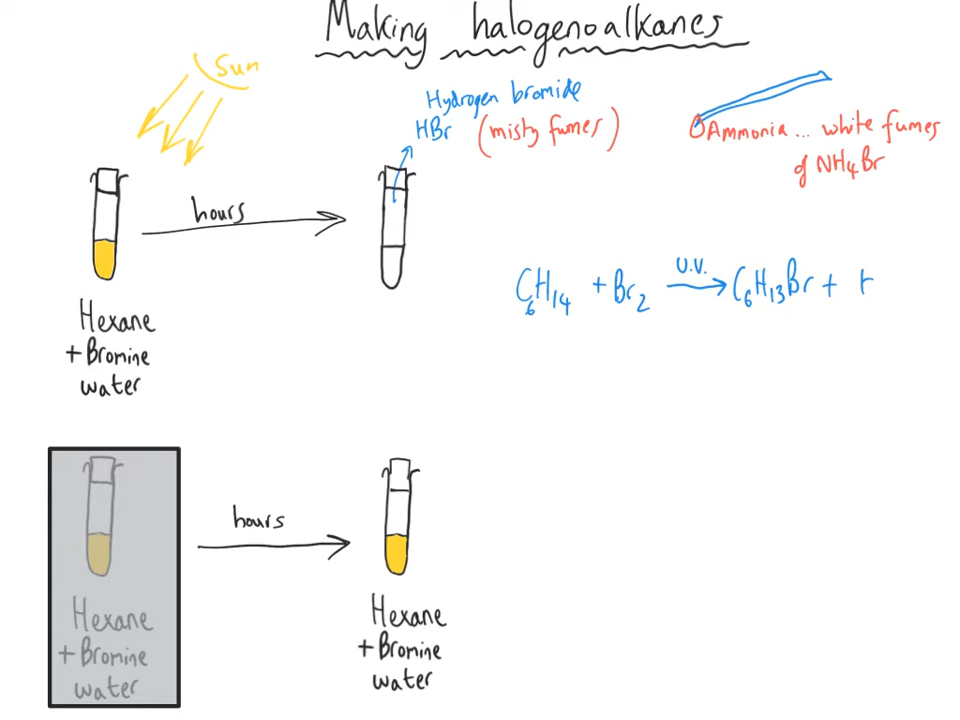 Making halogenoalkanes
Sun
Hydrogen bromide
HBr (misty fumes)
Ammonia... white fumes
of NH4Br
hours
C6H14 + Br2 U.V. → C6H13Br +
Hexane
+ Bromine
water
hours
Hexane
+ Bromine
water
Hexane
+ Bromine
water